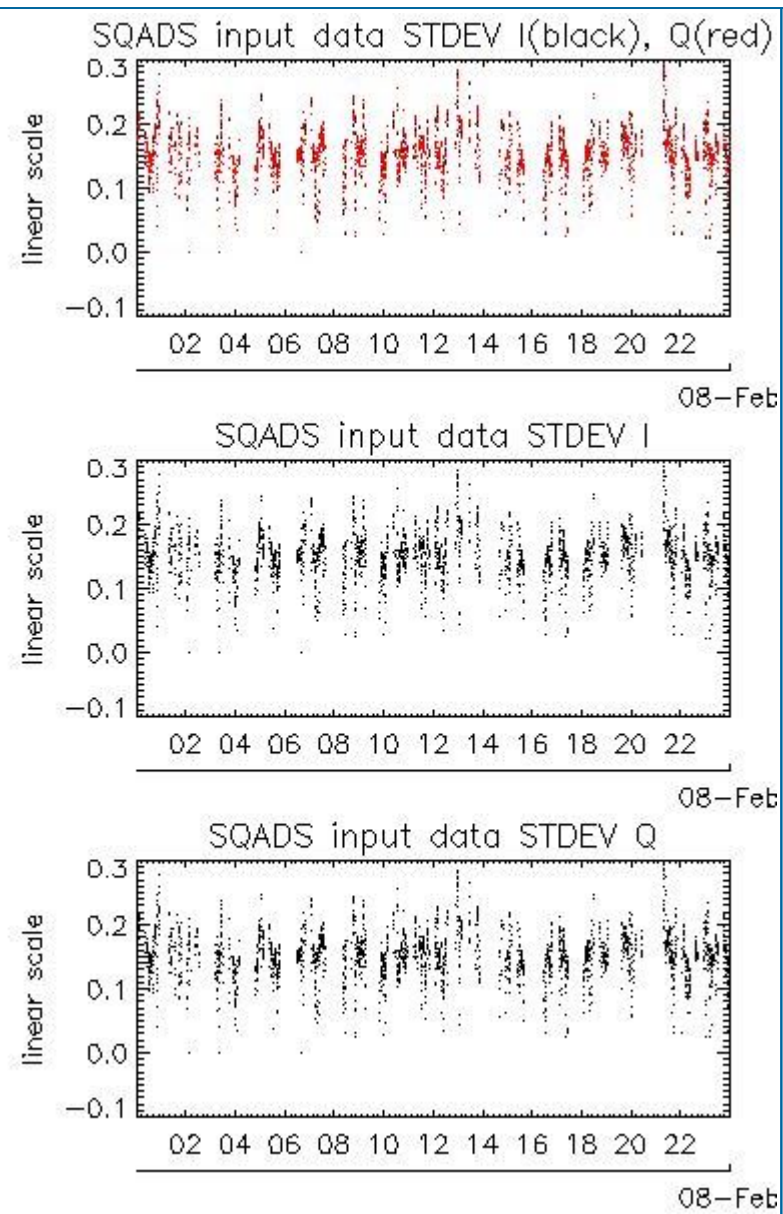 SQADS input data STDEV I(black), Q(red)
0.3
0.2
0.1
0.0
−0.1
linear scale
02 04 06 08 10 12 14 16 18 20 22
08-Feb
SQADS input data STDEV I
0.3
0.2
0.1
0.0
−0.1
linear scale
02 04 06 08 10 12 14 16 18 20 22
08-Feb
SQADS input data STDEV Q
0.3
0.2
0.1
0.0
−0.1
linear scale
02 04 06 08 10 12 14 16 18 20 22
08-Feb